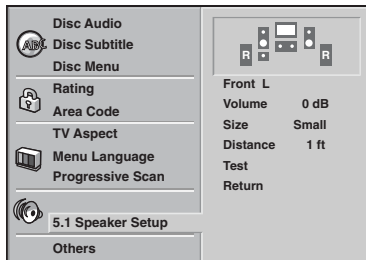 Disc Audio
ABC
Disc Subtitle
Disc Menu
Rating
Area Code
TV Aspect
Menu Language
Progressive Scan
5.1 Speaker Setup
Others
R R
Front L
Volume 0 dB
Size Small
Distance 1 ft
Test
Return